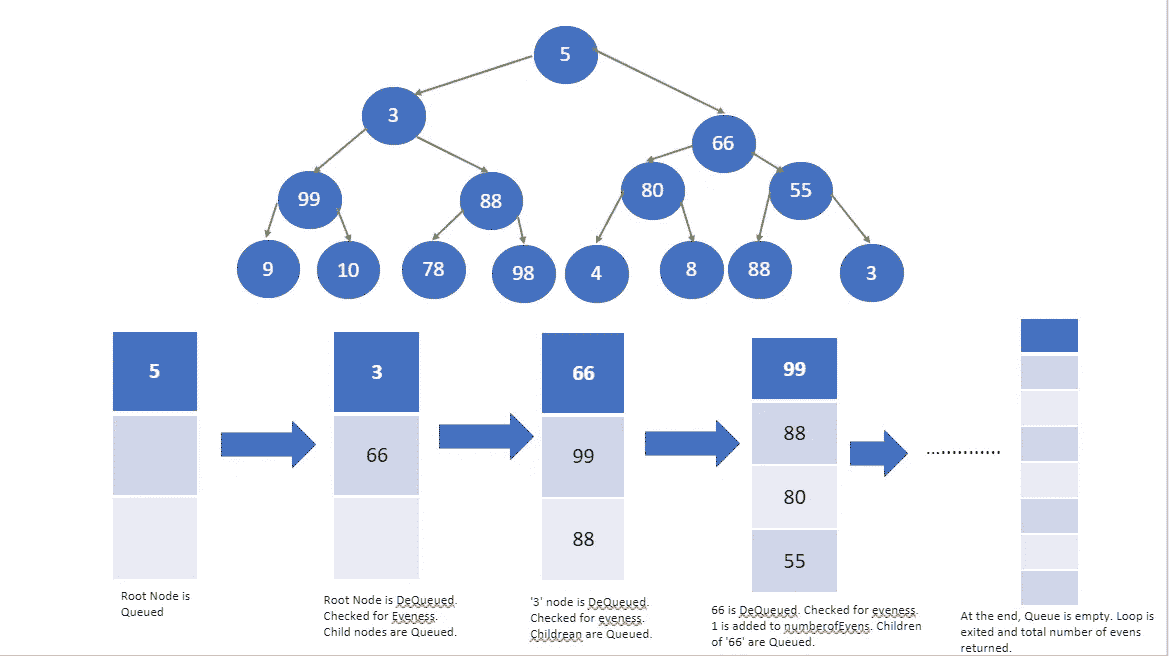 5
3
66
99
88
80
55
9
10
78
98
4
8
88
3
5
3
66
66
99
88
99
88
80
55
.............
Root Node is
Queued
Root Node is DeQueued.
Checked for Eveness.
Child nodes are Queued.
'3' node is DeQueued.
Checked for eveness.
Childrean are Queued.
66 is DeQueued. Checked for eveness.
1 is added to numberofEvens. Children
of '66' are Queued.
At the end, Queue is empty. Loop is
exited and total number of evens
returned.